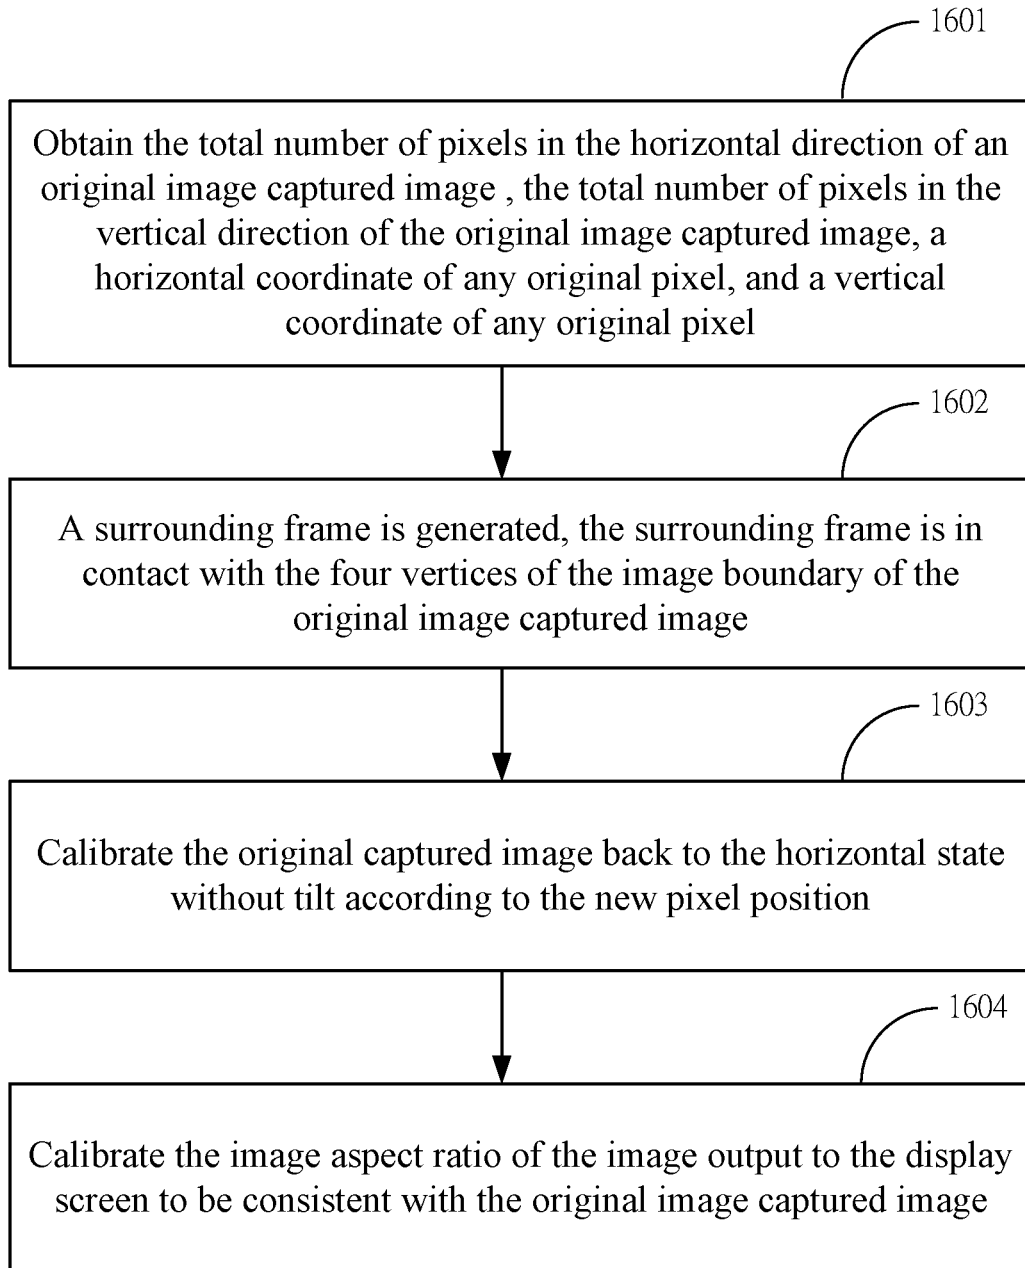 1601
Obtain the total number of pixels in the horizontal direction of an
original image captured image , the total number of pixels in the
vertical direction of the original image captured image, a
horizontal coordinate of any original pixel, and a vertical
coordinate of any original pixel
1602
A surrounding frame is generated, the surrounding frame is in
contact with the four vertices of the image boundary of the
original image captured image
1603
Calibrate the original captured image back to the horizontal state
without tilt according to the new pixel position
1604
Calibrate the image aspect ratio of the image output to the display
screen to be consistent with the original image captured image